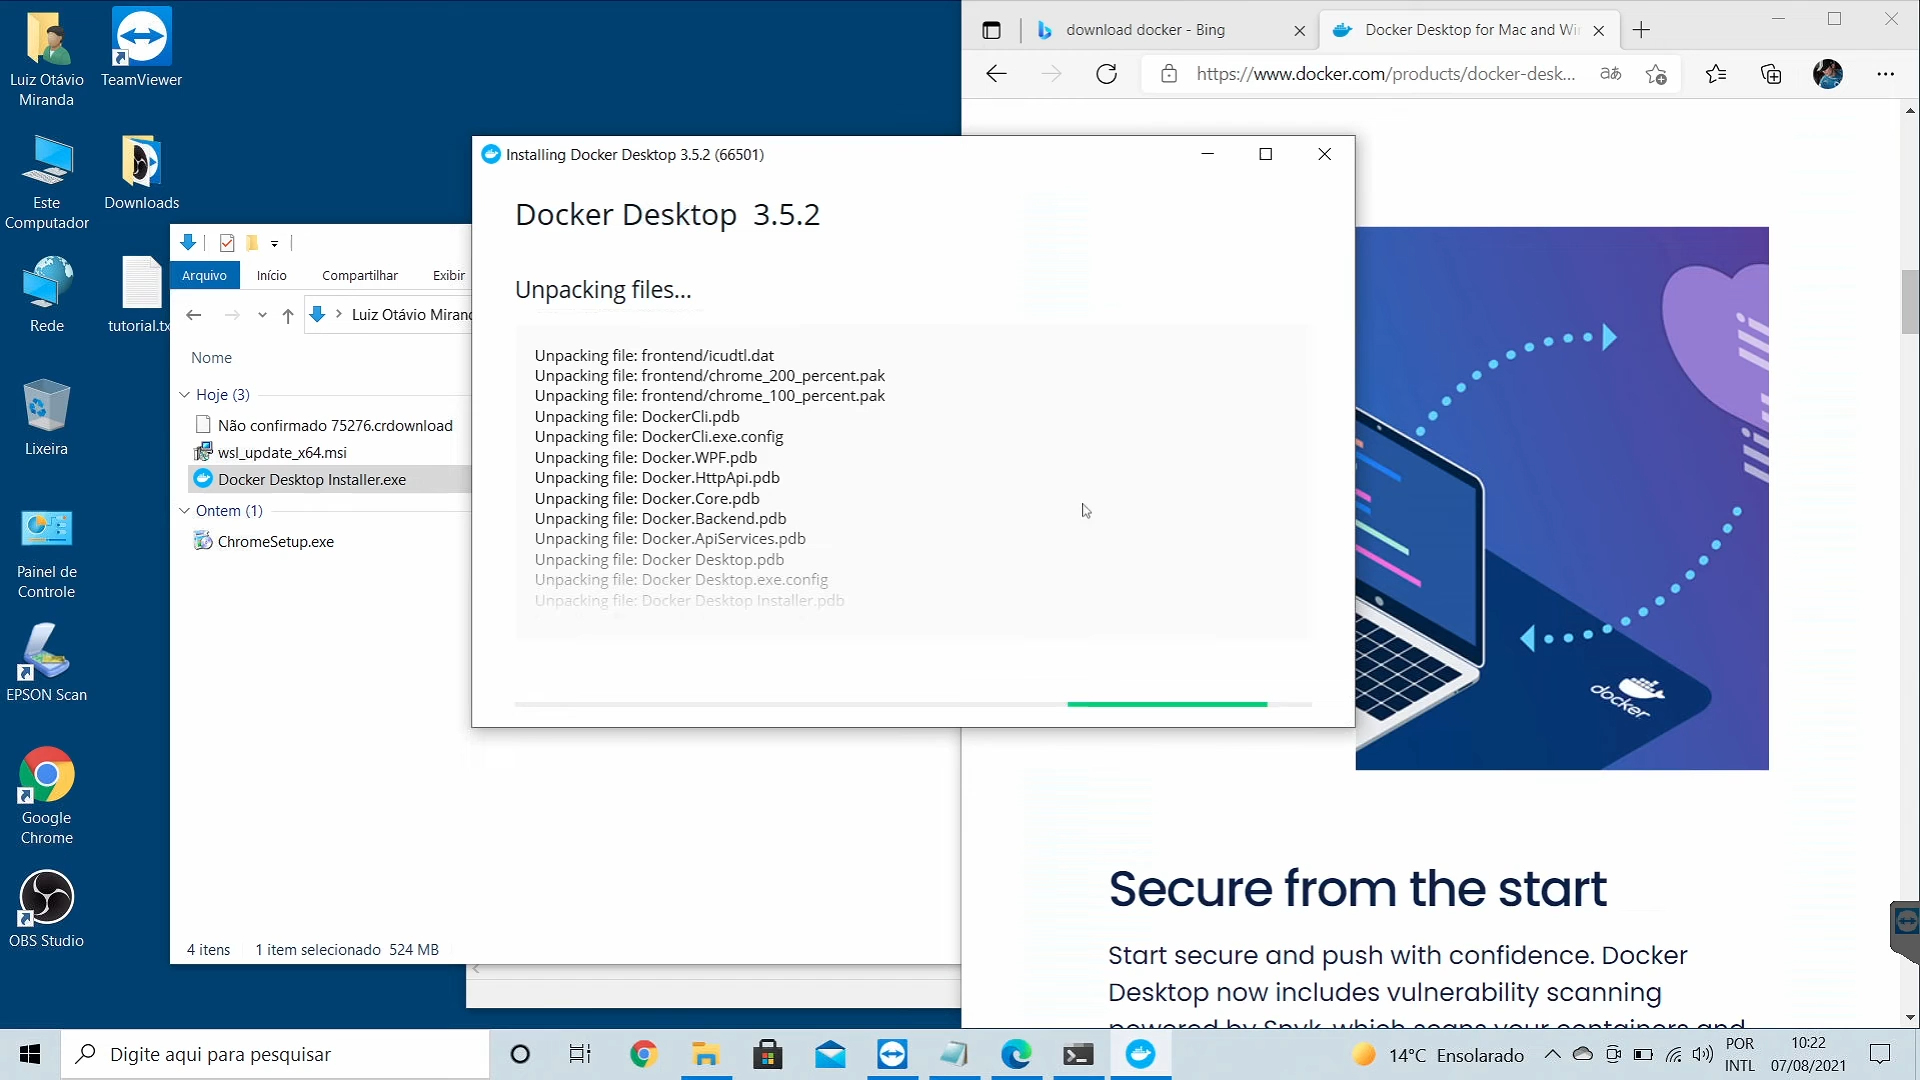 Luiz Otávio
Miranda
TeamViewer
Este
Computador
Downloads
Rede
tutorial.tx
Lixeira
Painel de
Controle
EPSON Scan
Google
Chrome
OBS Studio
Arquivo
Início
Compartilhar
Exibir
Luiz Otávio Miranc
Nome
Hoje (3)
Não confirmado 75276.crdownload
wsl_update_x64.msi
Docker Desktop Installer.exe
Ontem (1)
ChromeSetup.exe
4 itens 1 item selecionado 524 MB
Installing Docker Desktop 3.5.2 (66501)
Docker Desktop 3.5.2
Unpacking files...
Unpacking file: frontend/icudtl.dat
Unpacking file: frontend/chrome_200_percent.pak
Unpacking file: frontend/chrome_100_percent.pak
Unpacking file: DockerCli.pdb
Unpacking file: DockerCli.exe.config
Unpacking file: Docker.WPF.pdb
Unpacking file: Docker.HttpApi.pdb
Unpacking file: Docker.Core.pdb
Unpacking file: Docker.Backend.pdb
Unpacking file: Docker.ApiServices.pdb
Unpacking file: Docker Desktop.pdb
Unpacking file: Docker Desktop.exe.config
Unpacking file: Docker Desktop Installer.pdb
download docker - Bing
Docker Desktop for Mac and Wi
https://www.docker.com/products/docker-desk...
docker
Secure from the start
Start secure and push with confidence. Docker
Desktop now includes vulnerability scanning
powered by Snyk, which scans your containers and
Digite aqui para pesquisar
14°C Ensolarado
POR
INTL
10:22
07/08/2021